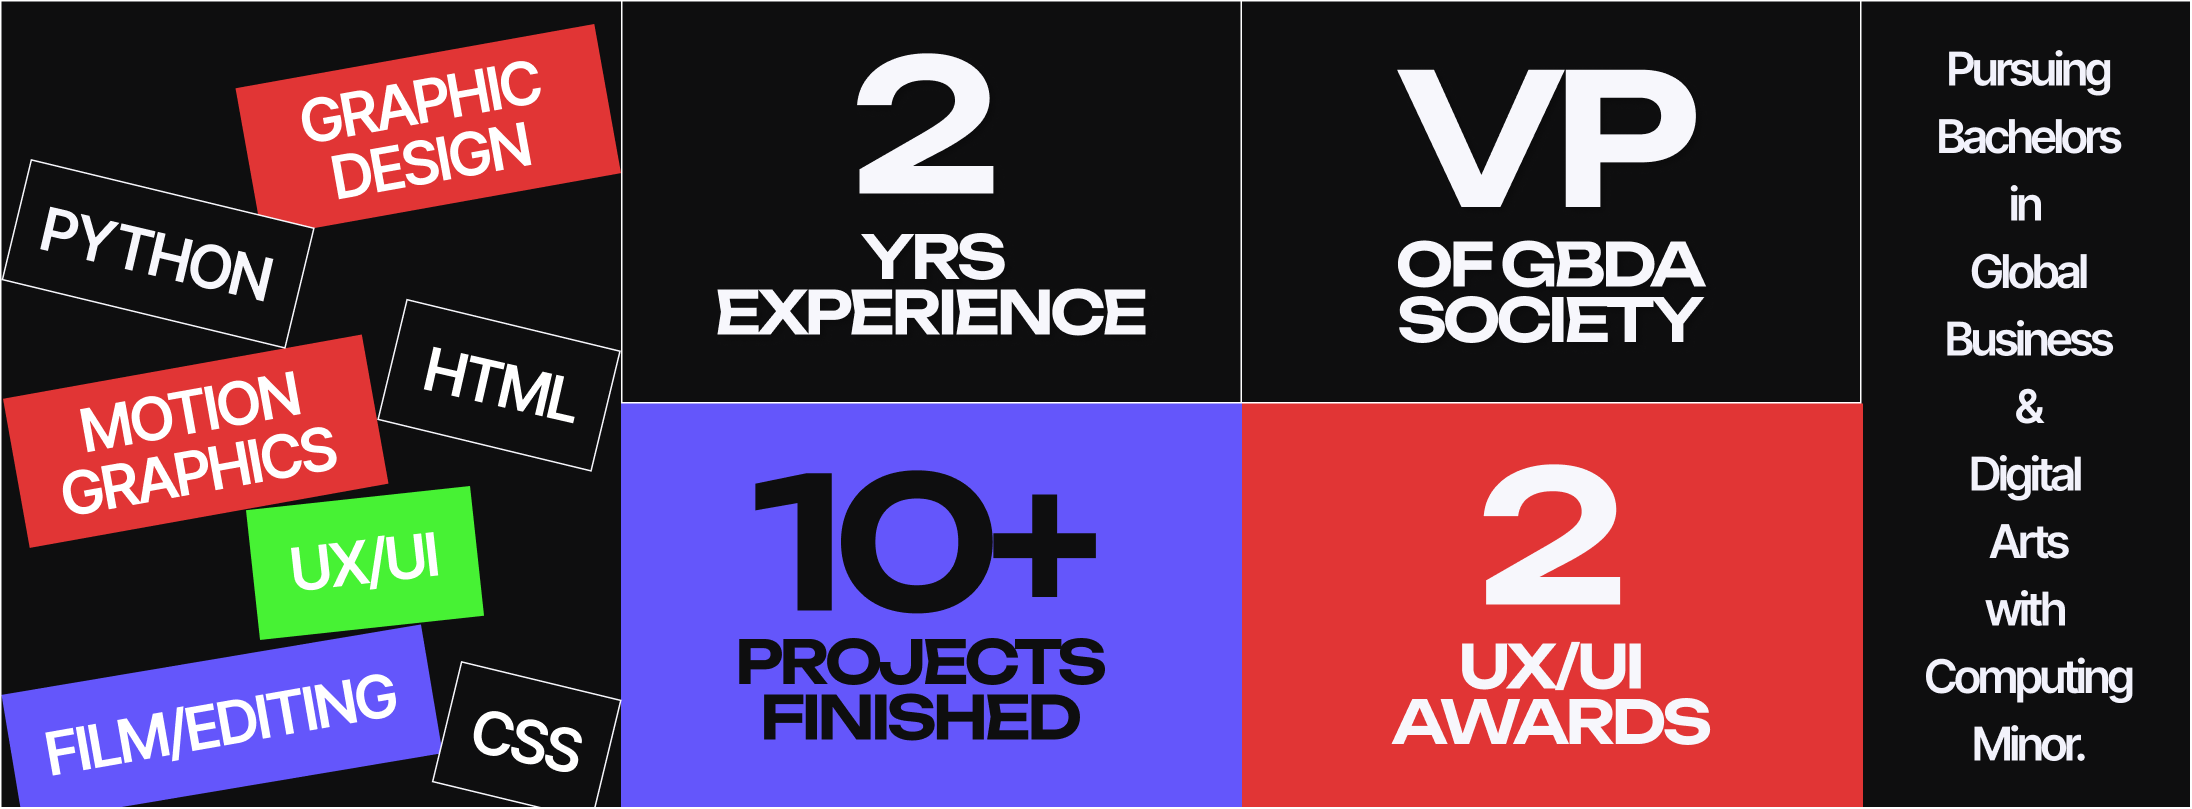 GRAPHIC
DESIGN
PYTHON
HTML
MOTION
GRAPHICS
UX/UI
FILM/EDITING
CSS
2
YRS
EXPERIENCE
VP
OF GBDA
SOCIETY
10+
PROJECTS
FINISHED
2
UX/UI
AWARDS
Pursuing
Bachelors
in
Global
Business
&
Digital
Arts
with
Computing
Minor.